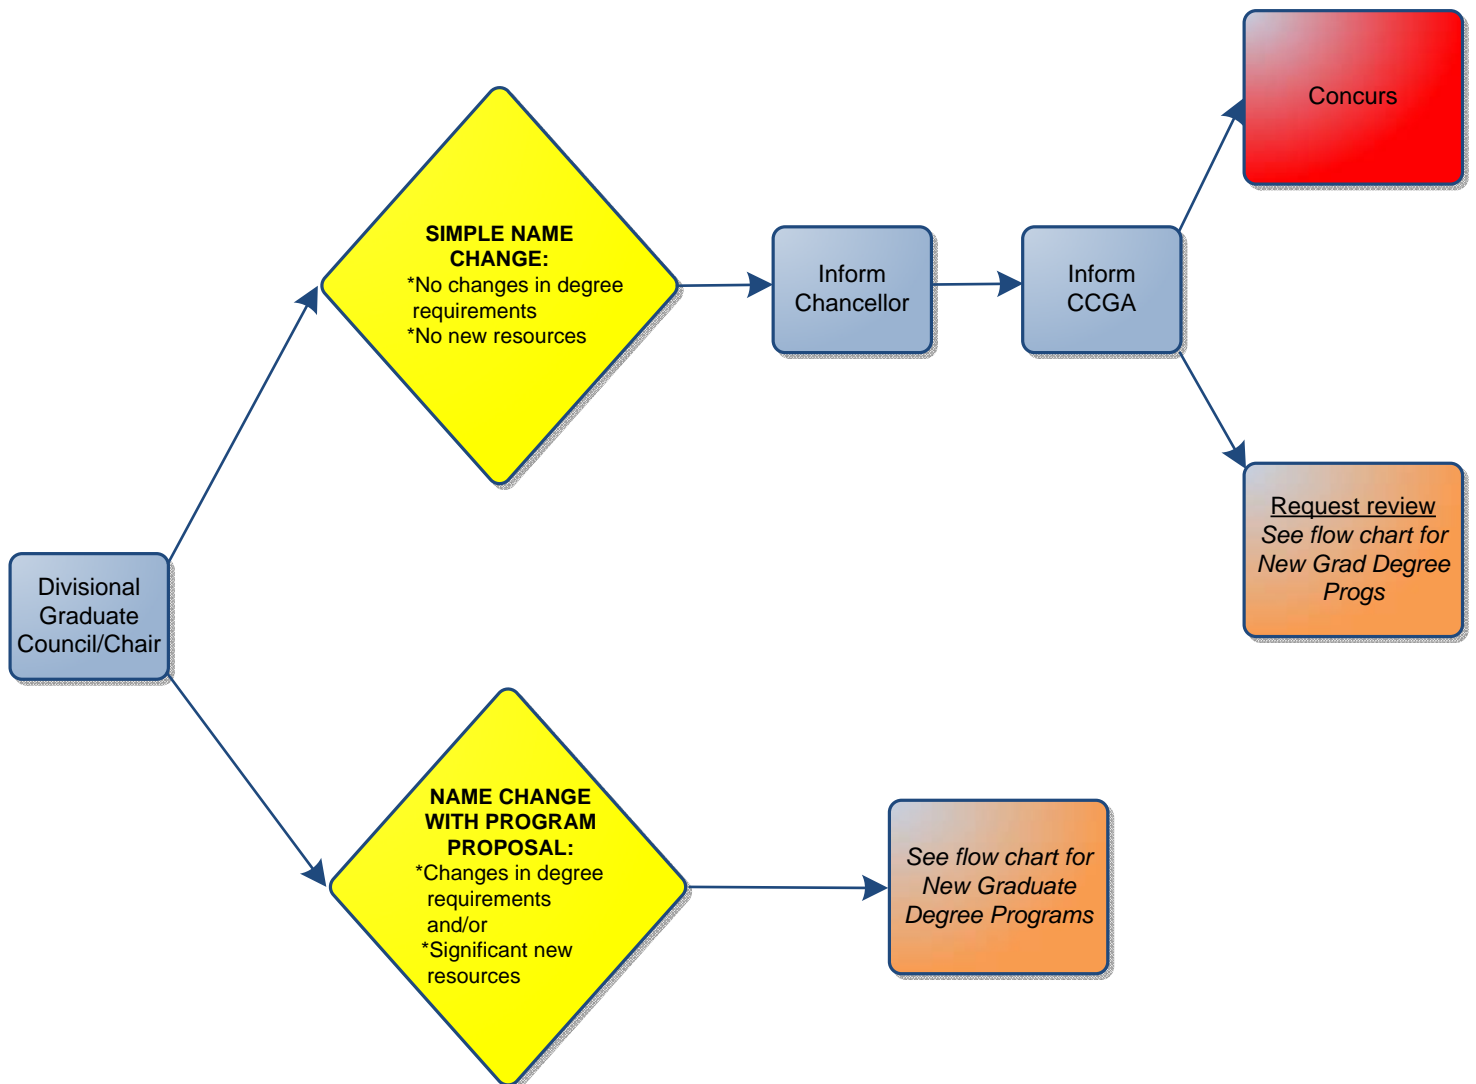 Concurs
SIMPLE NAME
CHANGE:
*No changes in degree
requirements
*No new resources
Inform
Chancellor
Inform
CCGA
Request review
See flow chart for
New Grad Degree
Progs
Divisional
Graduate
Council/Chair
NAME CHANGE
WITH PROGRAM
PROPOSAL:
*Changes in degree
requirements
and/or
*Significant new
resources
See flow chart for
New Graduate
Degree Programs